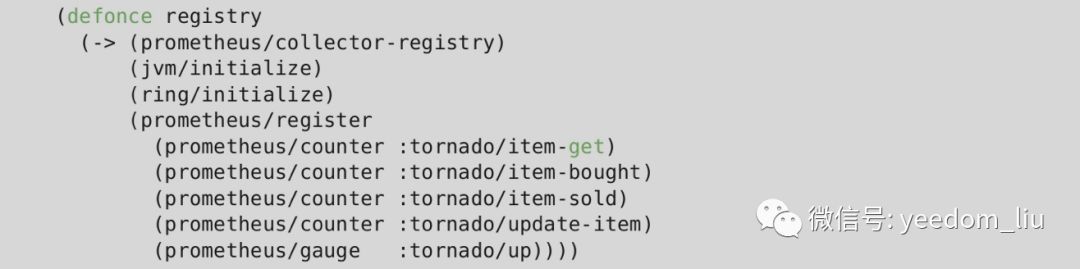 (defonce registry
  (-> (prometheus/collector-registry)
      (jvm/initialize)
      (ring/initialize)
      (prometheus/register
        (prometheus/counter :tornado/item-get)
        (prometheus/counter :tornado/item-bought)
        (prometheus/counter :tornado/item-sold)
        (prometheus/counter :tornado/update-item)
        (prometheus/gauge   :tornado/up))))
微信号: yeedom_liu